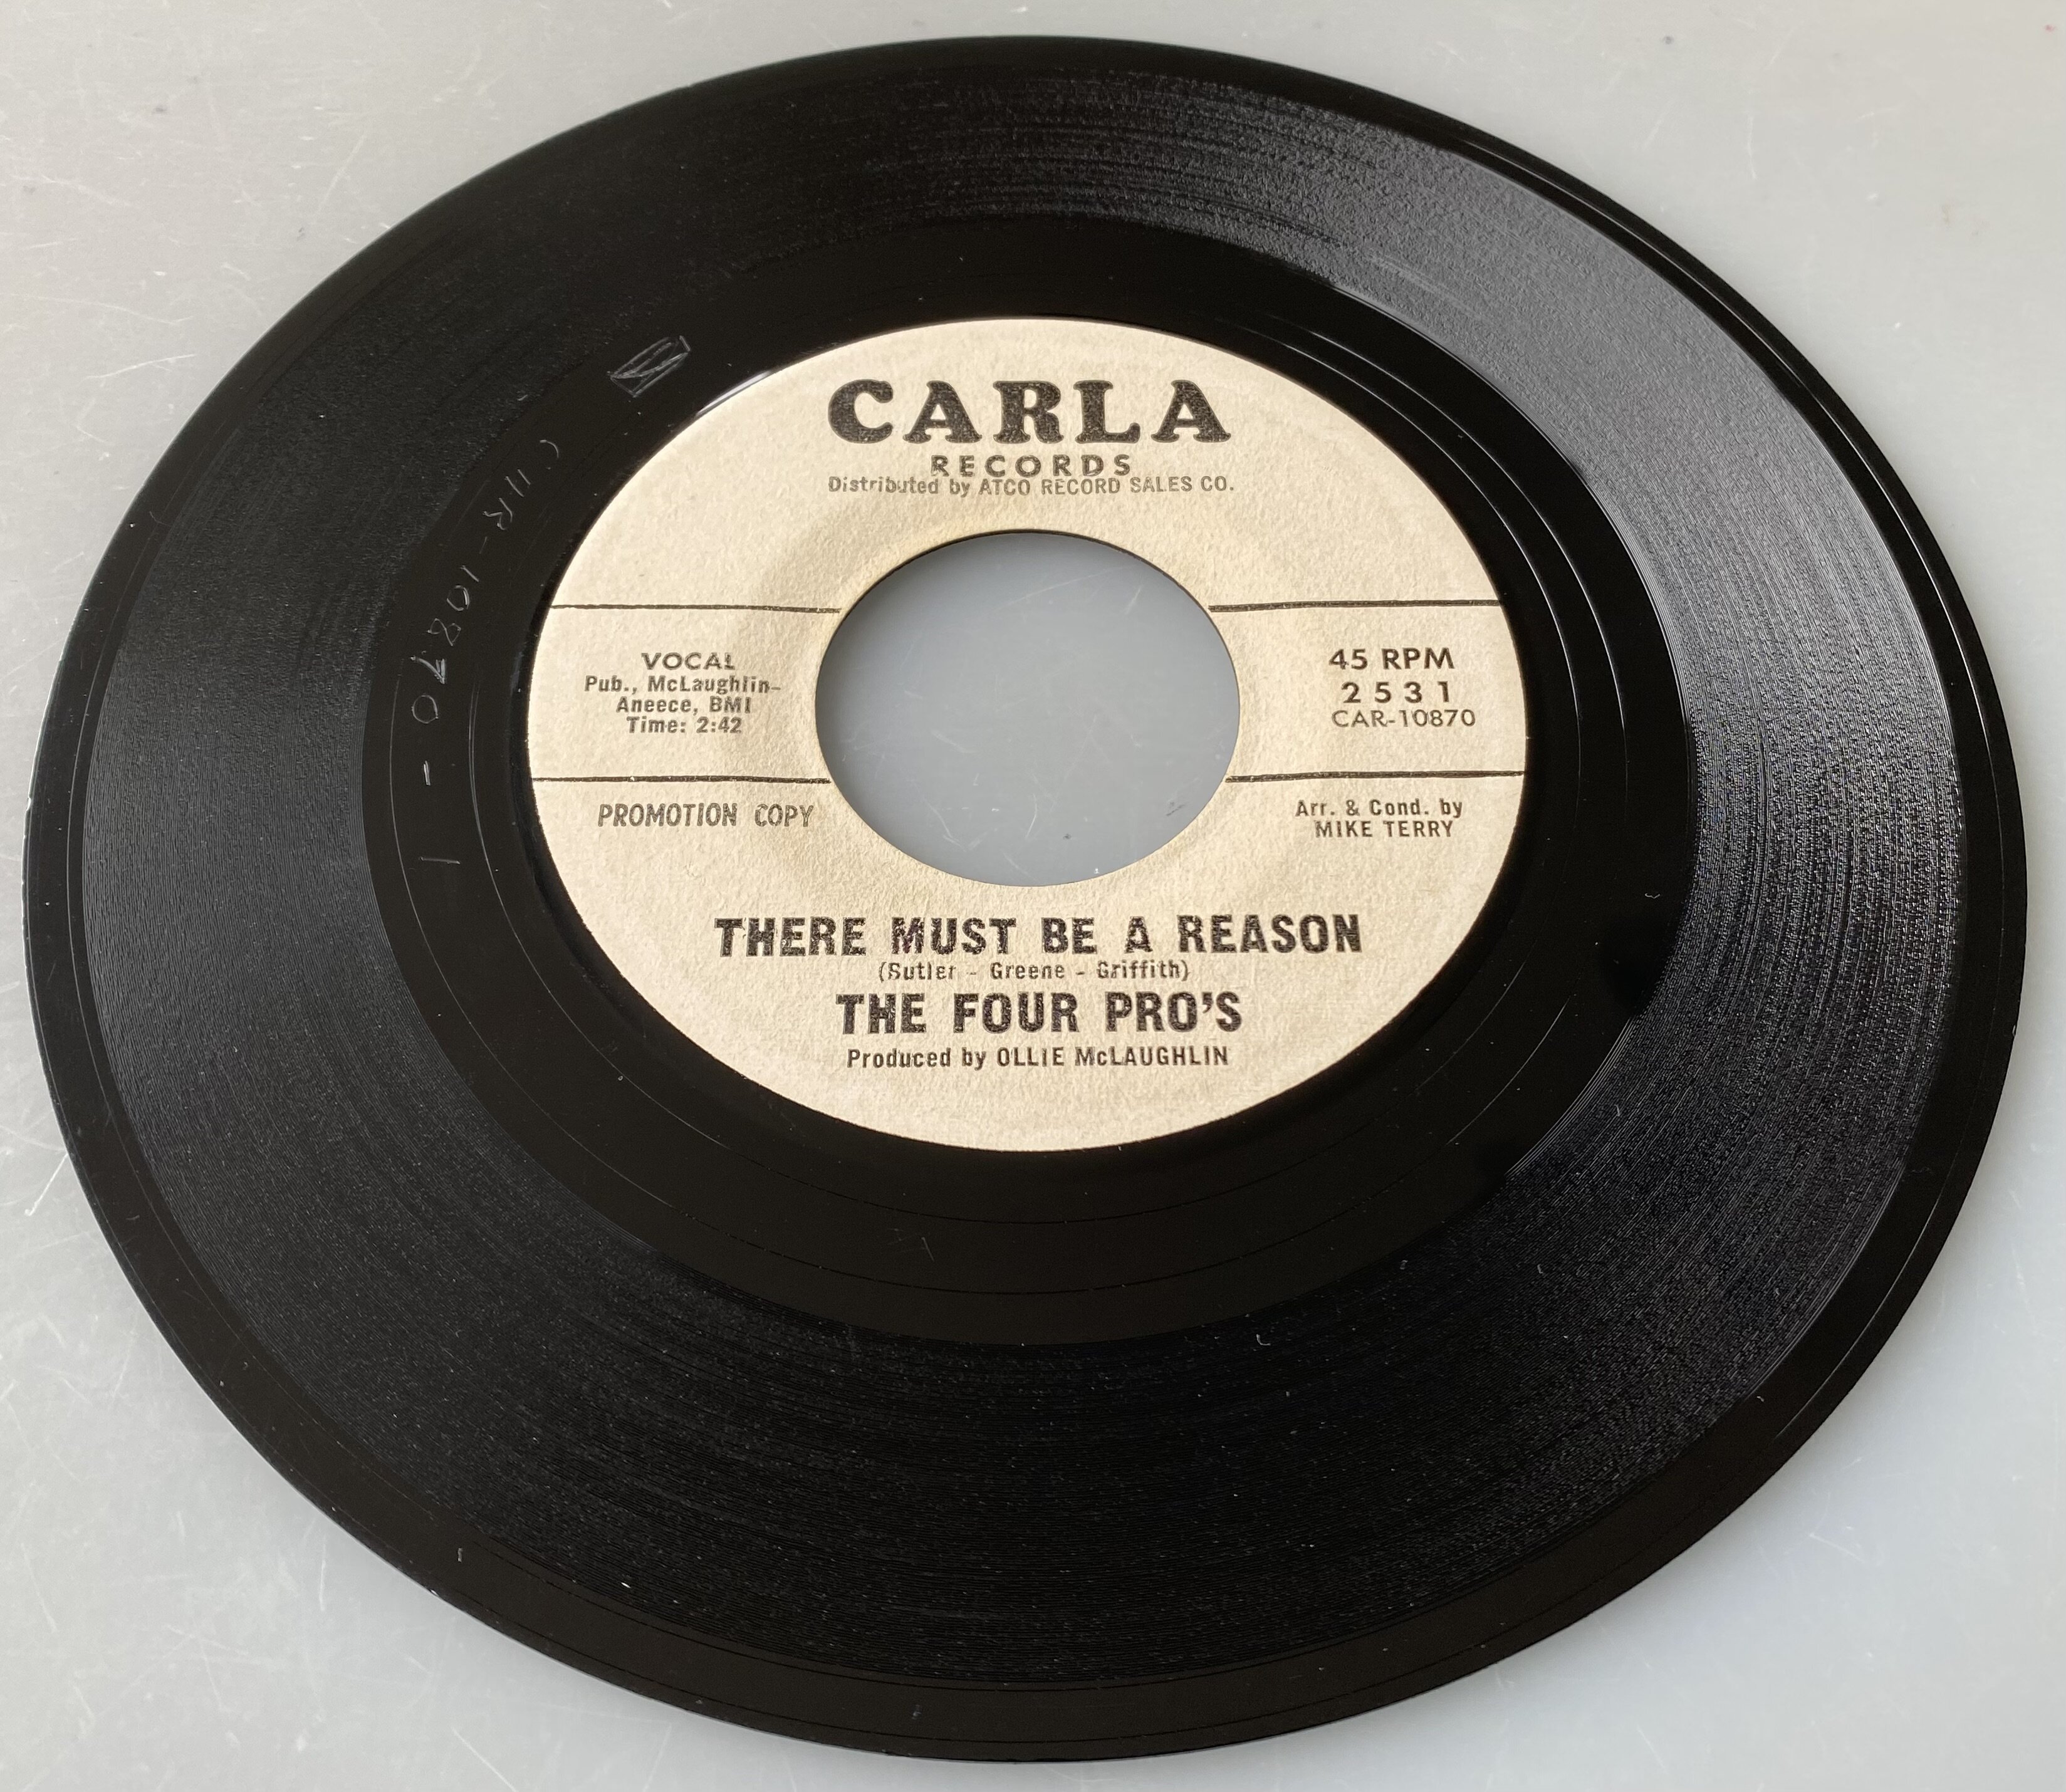 CARLA
RECORDS
Distributed by ATCO RECORD SALES CO.
VOCAL
Pub., McLaughlin-
Aneece, BMI
Time: 2:42
45 RPM
2531
CAR-10870
PROMOTION COPY
Arr. & Cond. by
MIKE TERRY
THERE MUST BE A REASON
(Butler - Greene - Griffith)
THE FOUR PRO'S
Produced by OLLIE McLAUGHLIN
CAR-10870-1